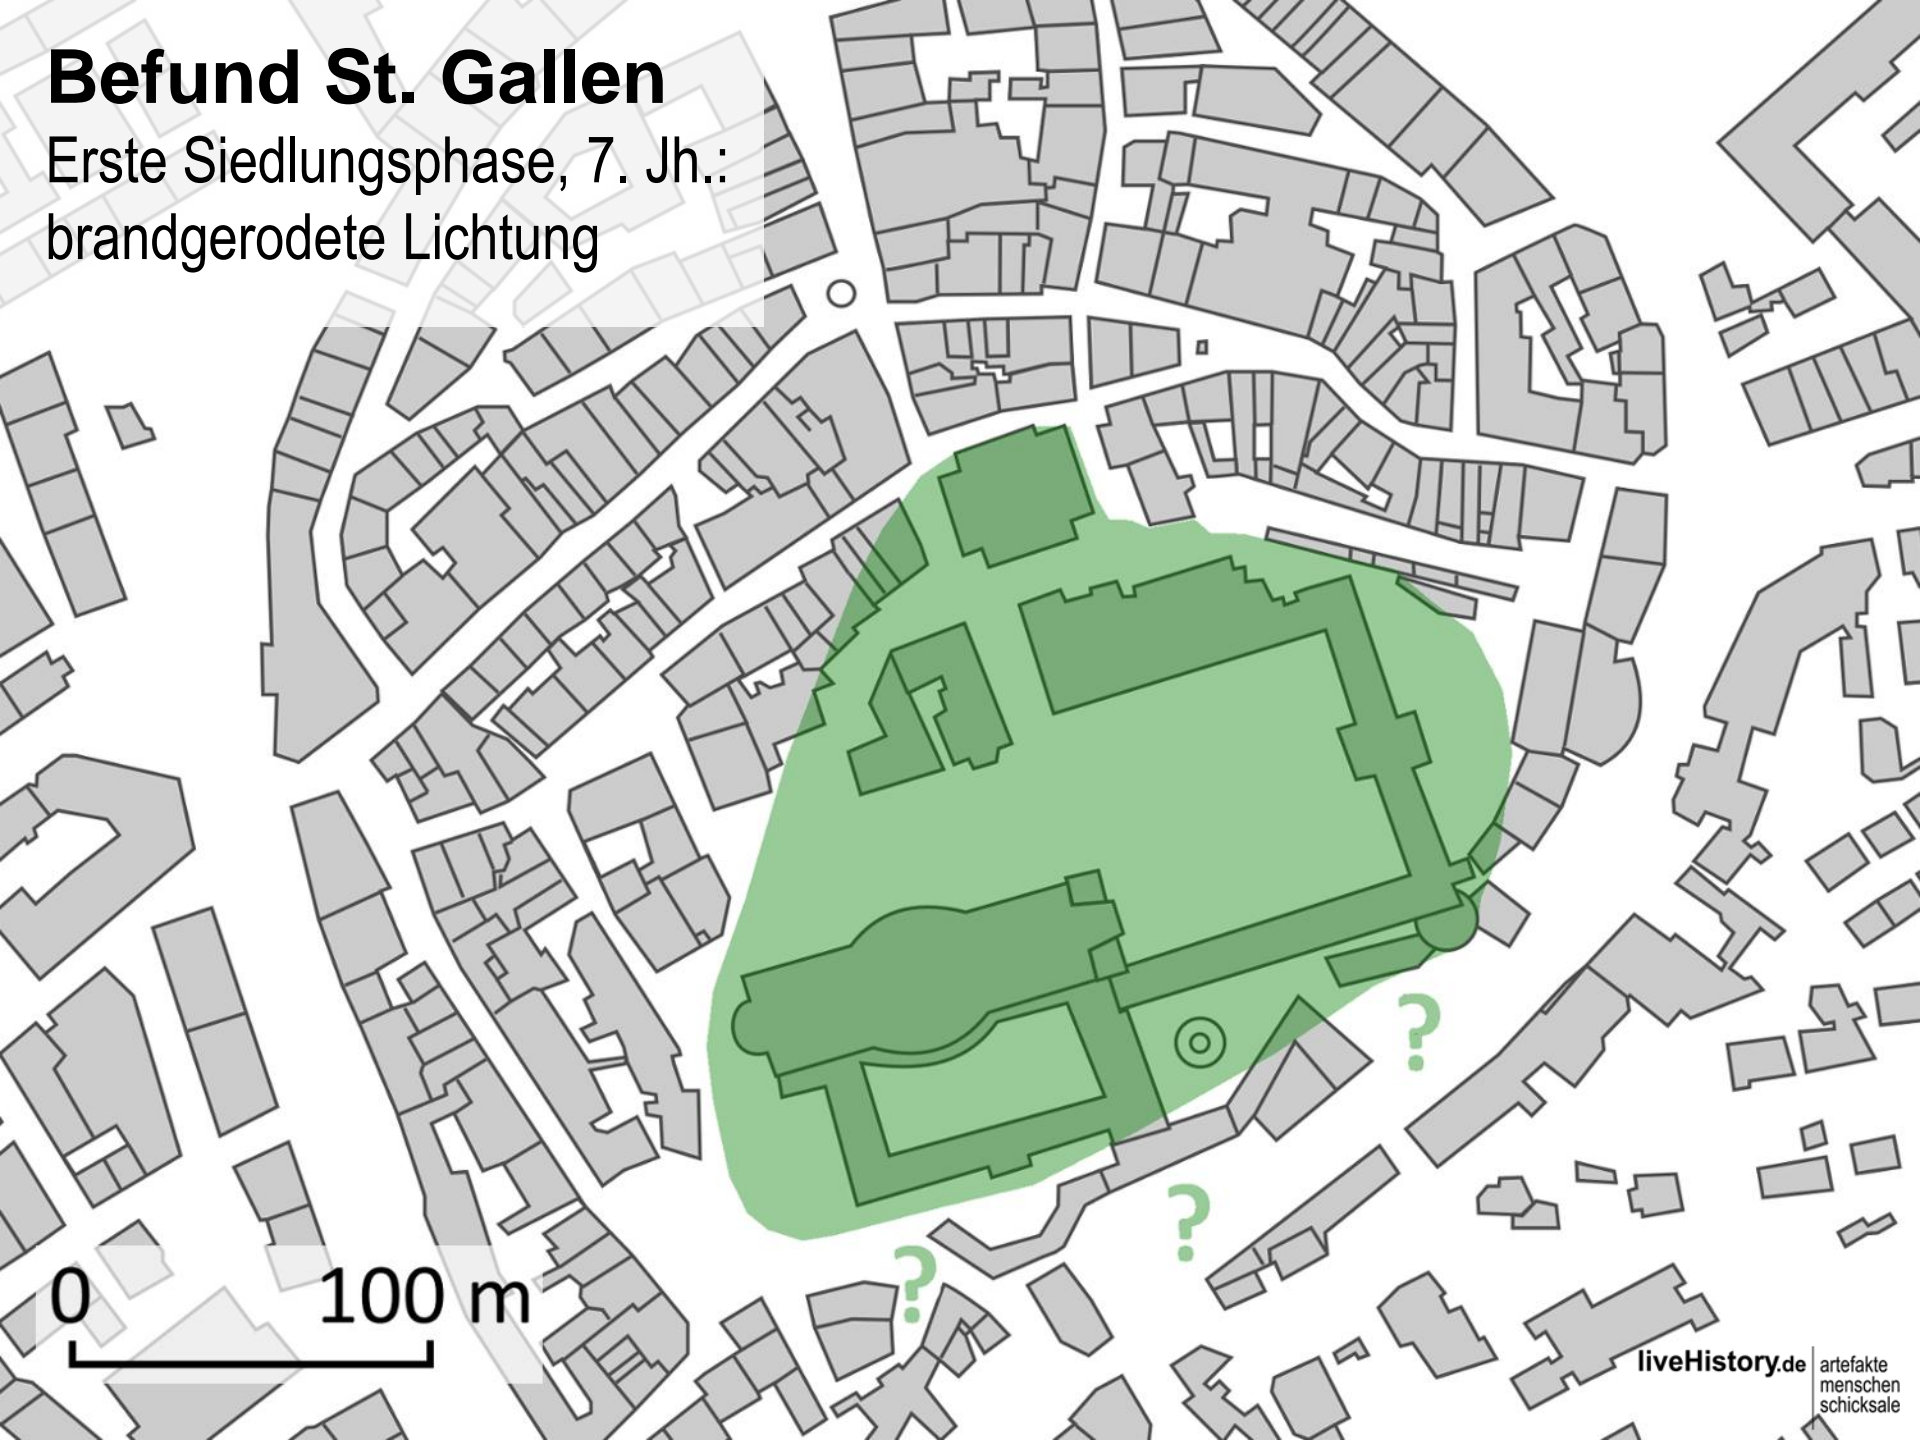 Befund St. Gallen
Erste Siedlungsphase, 7. Jh.:
brandgerodete Lichtung
?
?
?
0 100 m
liveHistory.de
artefakte
menschen
schicksale